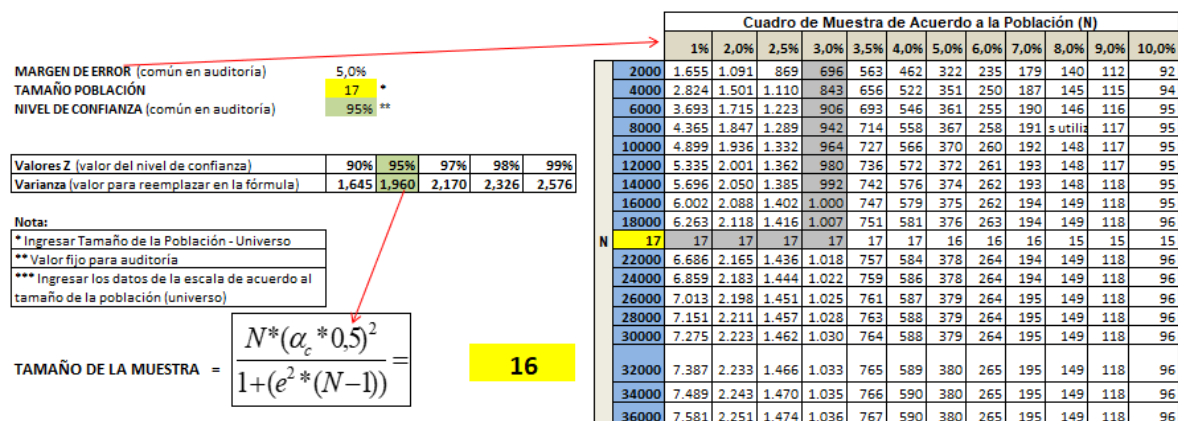 MARGEN DE ERROR (común en auditoría) 5,0%
TAMAÑO POBLACIÓN 17 *
NIVEL DE CONFIANZA (común en auditoría) 95% **
Valores Z (valor del nivel de confianza) 90% 95% 97% 98% 99%
Varianza (valor para reemplazar en la fórmula) 1,645 1,960 2,170 2,326 2,576
Nota:
* Ingresar Tamaño de la Población - Universo
** Valor fijo para auditoría
*** Ingresar los datos de la escala de acuerdo al
tamaño de la población (universo)
TAMAÑO DE LA MUESTRA =
N*(α_c*0,5)^2
1+(e^2*(N−1))
=
16
Cuadro de Muestra de Acuerdo a la Población (N)
1% 2,0% 2,5% 3,0% 3,5% 4,0% 5,0% 6,0% 7,0% 8,0% 9,0% 10,0%
2000 1.655 1.091 869 696 563 462 322 235 179 140 112 92
4000 2.824 1.501 1.110 843 656 522 351 250 187 145 115 94
6000 3.693 1.715 1.223 906 693 546 361 255 190 146 116 95
8000 4.365 1.847 1.289 942 714 558 367 258 191 s utiliz 117 95
10000 4.899 1.936 1.332 964 727 566 370 260 192 148 117 95
12000 5.335 2.001 1.362 980 736 572 372 261 193 148 117 95
14000 5.696 2.050 1.385 992 742 576 374 262 193 148 118 95
16000 6.002 2.088 1.402 1.000 747 579 375 262 194 149 118 95
18000 6.263 2.118 1.416 1.007 751 581 376 263 194 149 118 96
N 17 17 17 17 17 17 17 16 16 16 15 15 15
22000 6.686 2.165 1.436 1.018 757 584 378 264 194 149 118 96
24000 6.859 2.183 1.444 1.022 759 586 378 264 194 149 118 96
26000 7.013 2.198 1.451 1.025 761 587 379 264 195 149 118 96
28000 7.151 2.211 1.457 1.028 763 588 379 264 195 149 118 96
30000 7.275 2.223 1.462 1.030 764 588 379 264 195 149 118 96
32000 7.387 2.233 1.466 1.033 765 589 380 265 195 149 118 96
34000 7.489 2.243 1.470 1.035 766 590 380 265 195 149 118 96
36000 7.581 2.251 1.474 1.036 767 590 380 265 195 149 118 96